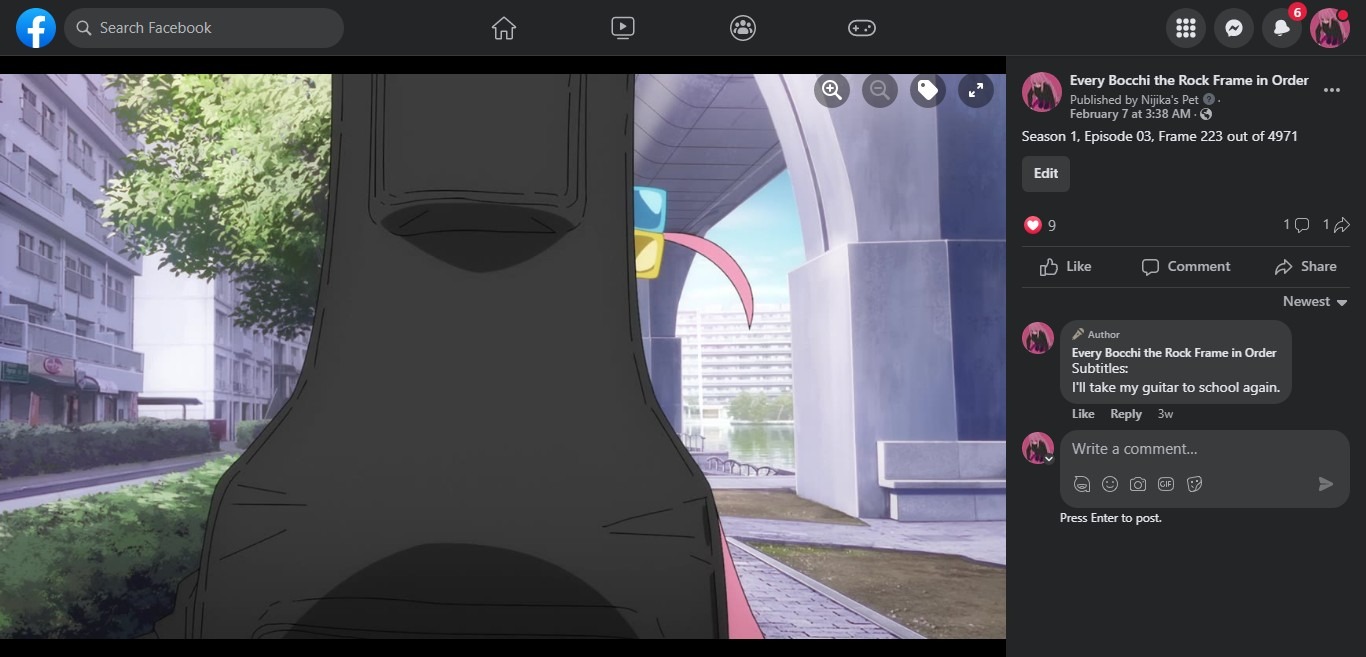 Search Facebook
6
Every Bocchi the Rock Frame in Order
Published by Nijika's Pet ·
February 7 at 3:38 AM ·
Season 1, Episode 03, Frame 223 out of 4971
Edit
9
1
1
Like
Comment
Share
Newest
Author
Every Bocchi the Rock Frame in Order
Subtitles:
I'll take my guitar to school again.
Like Reply 3w
Write a comment...
GIF
Press Enter to post.